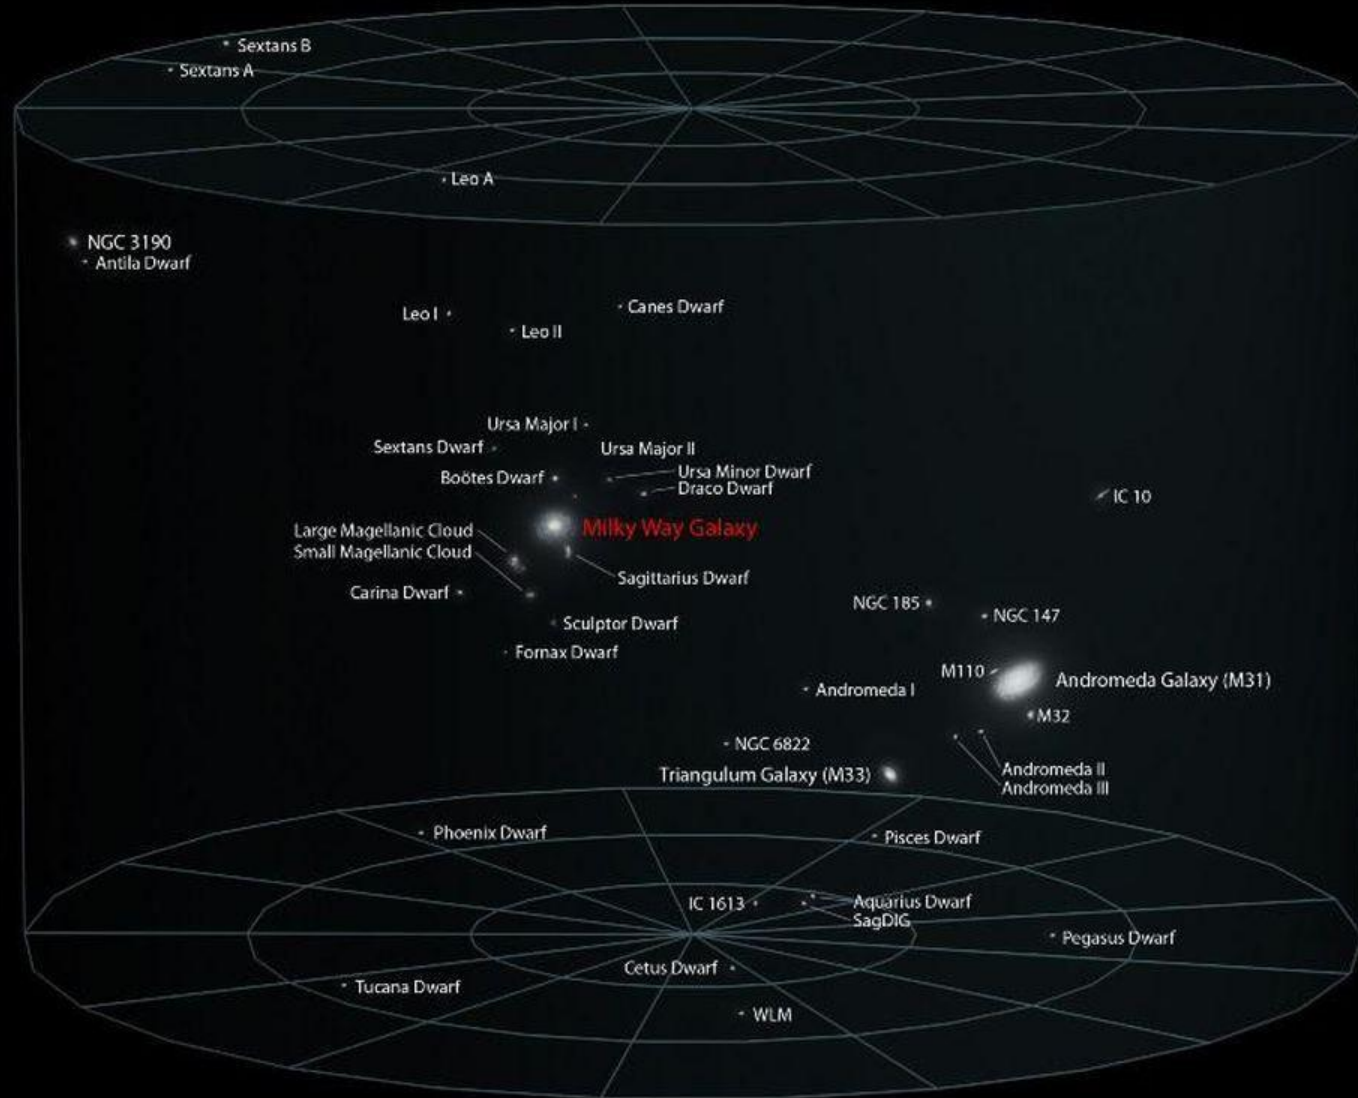 Sextans B
Sextans A
Leo A
NGC 3190
Antila Dwarf
Canes Dwarf
Leo I
Leo II
Ursa Major I
Sextans Dwarf
Ursa Major II
Ursa Minor Dwarf
Boötes Dwarf
Draco Dwarf
IC 10
Milky Way Galaxy
Large Magellanic Cloud
Small Magellanic Cloud
Sagittarius Dwarf
Carina Dwarf
NGC 185
NGC 147
Sculptor Dwarf
Fornax Dwarf
M110
Andromeda Galaxy (M31)
Andromeda I
M32
NGC 6822
Andromeda II
Triangulum Galaxy (M33)
Andromeda III
Phoenix Dwarf
Pisces Dwarf
IC 1613
Aquarius Dwarf
SagDIG
Pegasus Dwarf
Cetus Dwarf
Tucana Dwarf
WLM